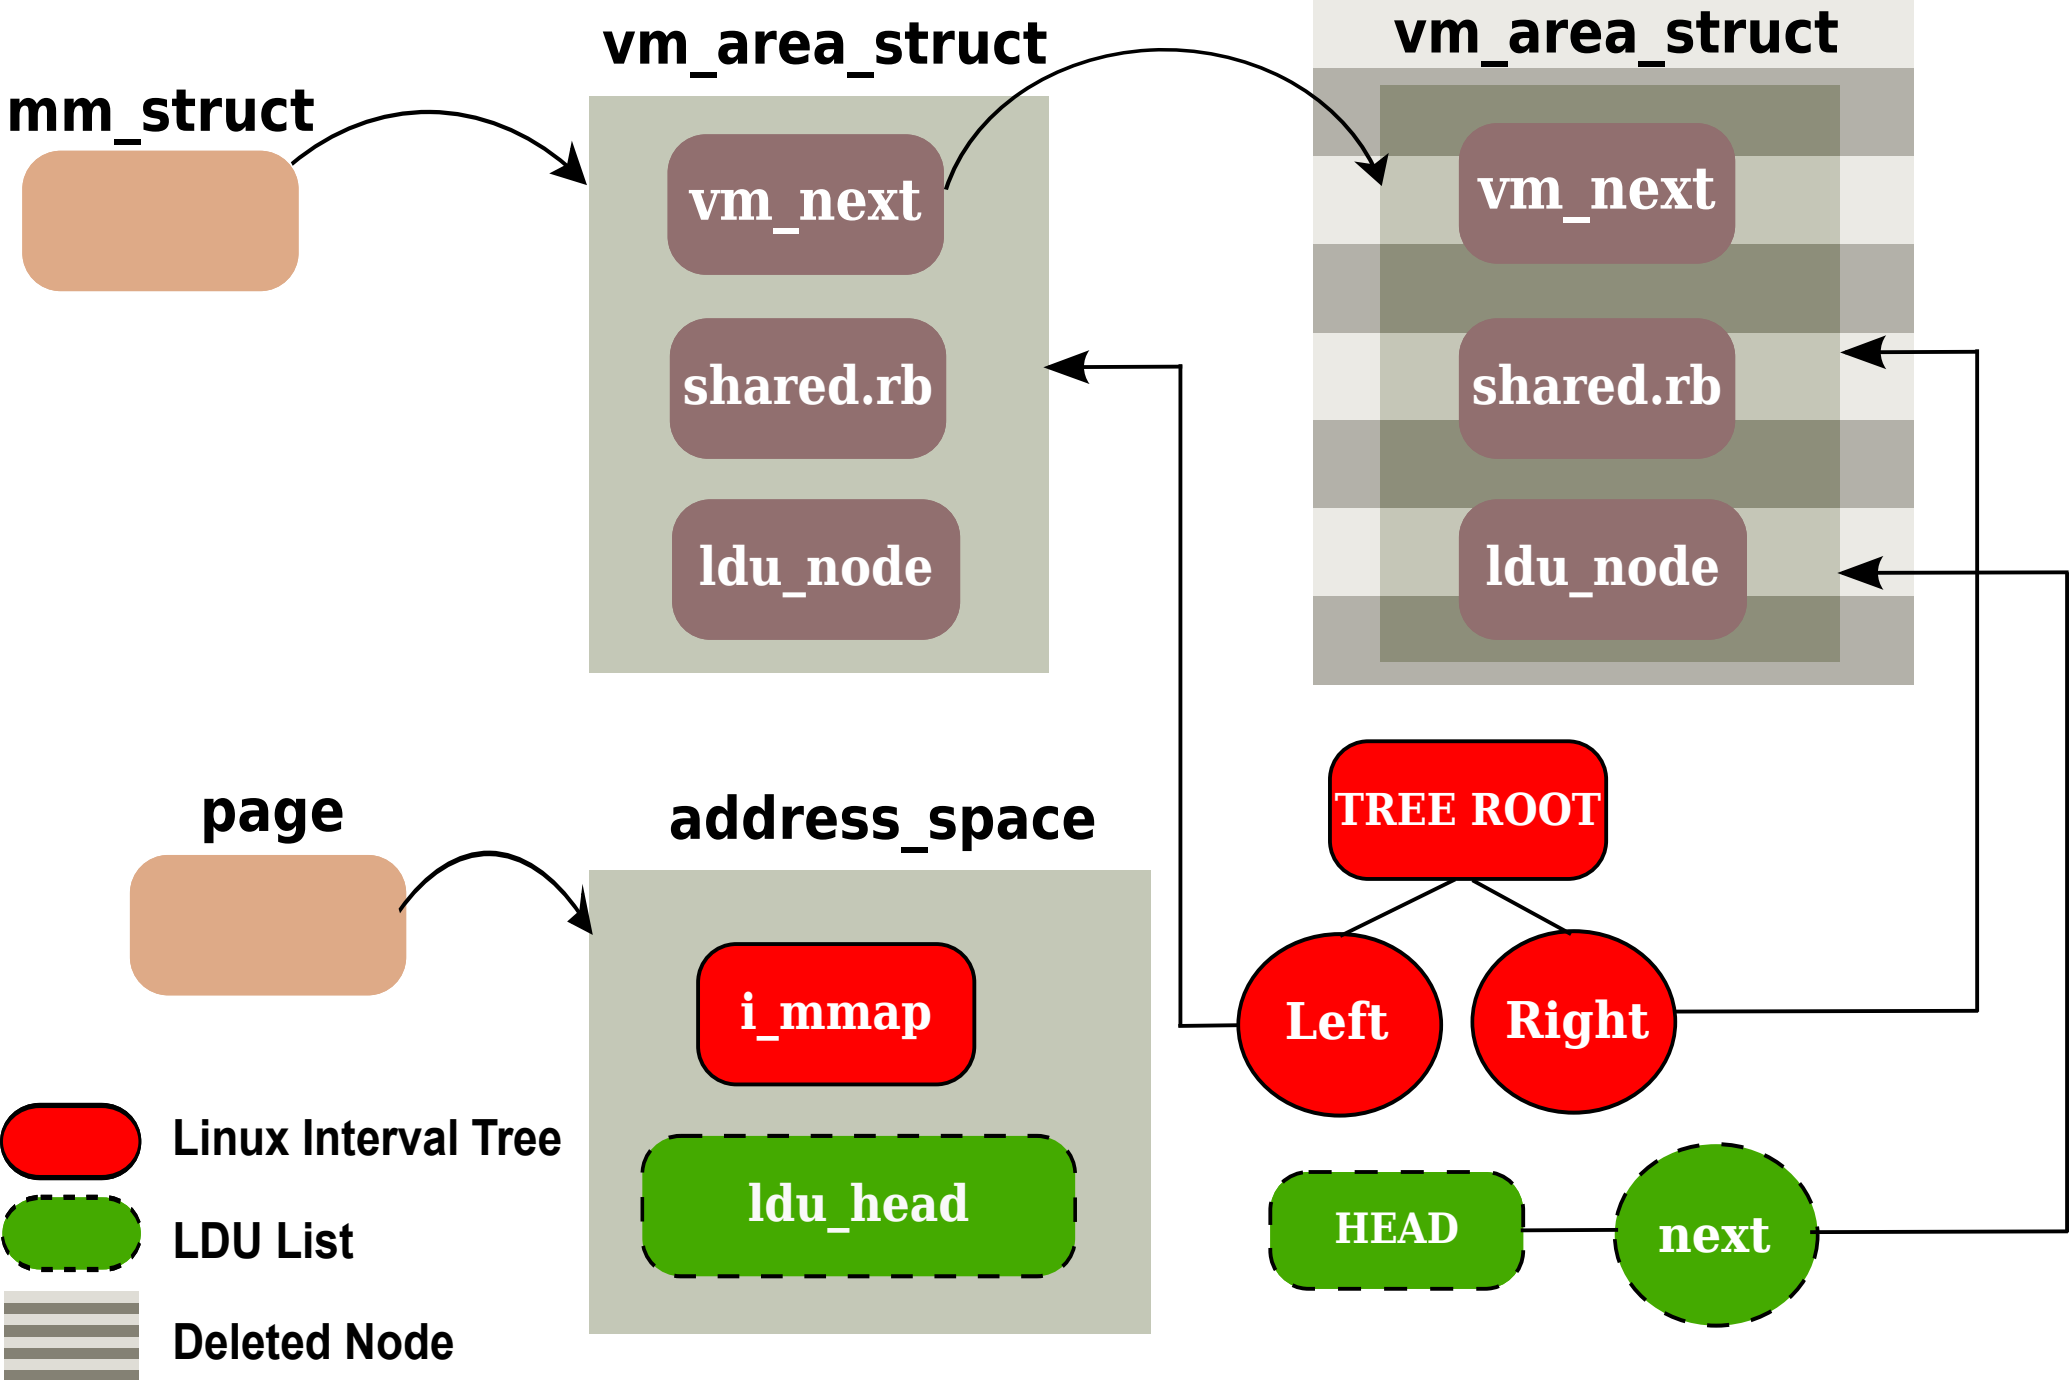 vm_area_struct
vm_area_struct
mm_struct
vm_next
vm_next
shared.rb
shared.rb
ldu_node
ldu_node
page
address_space
TREE ROOT
i_mmap
Left
Right
Linux Interval Tree
ldu_head
HEAD
next
LDU List
Deleted Node